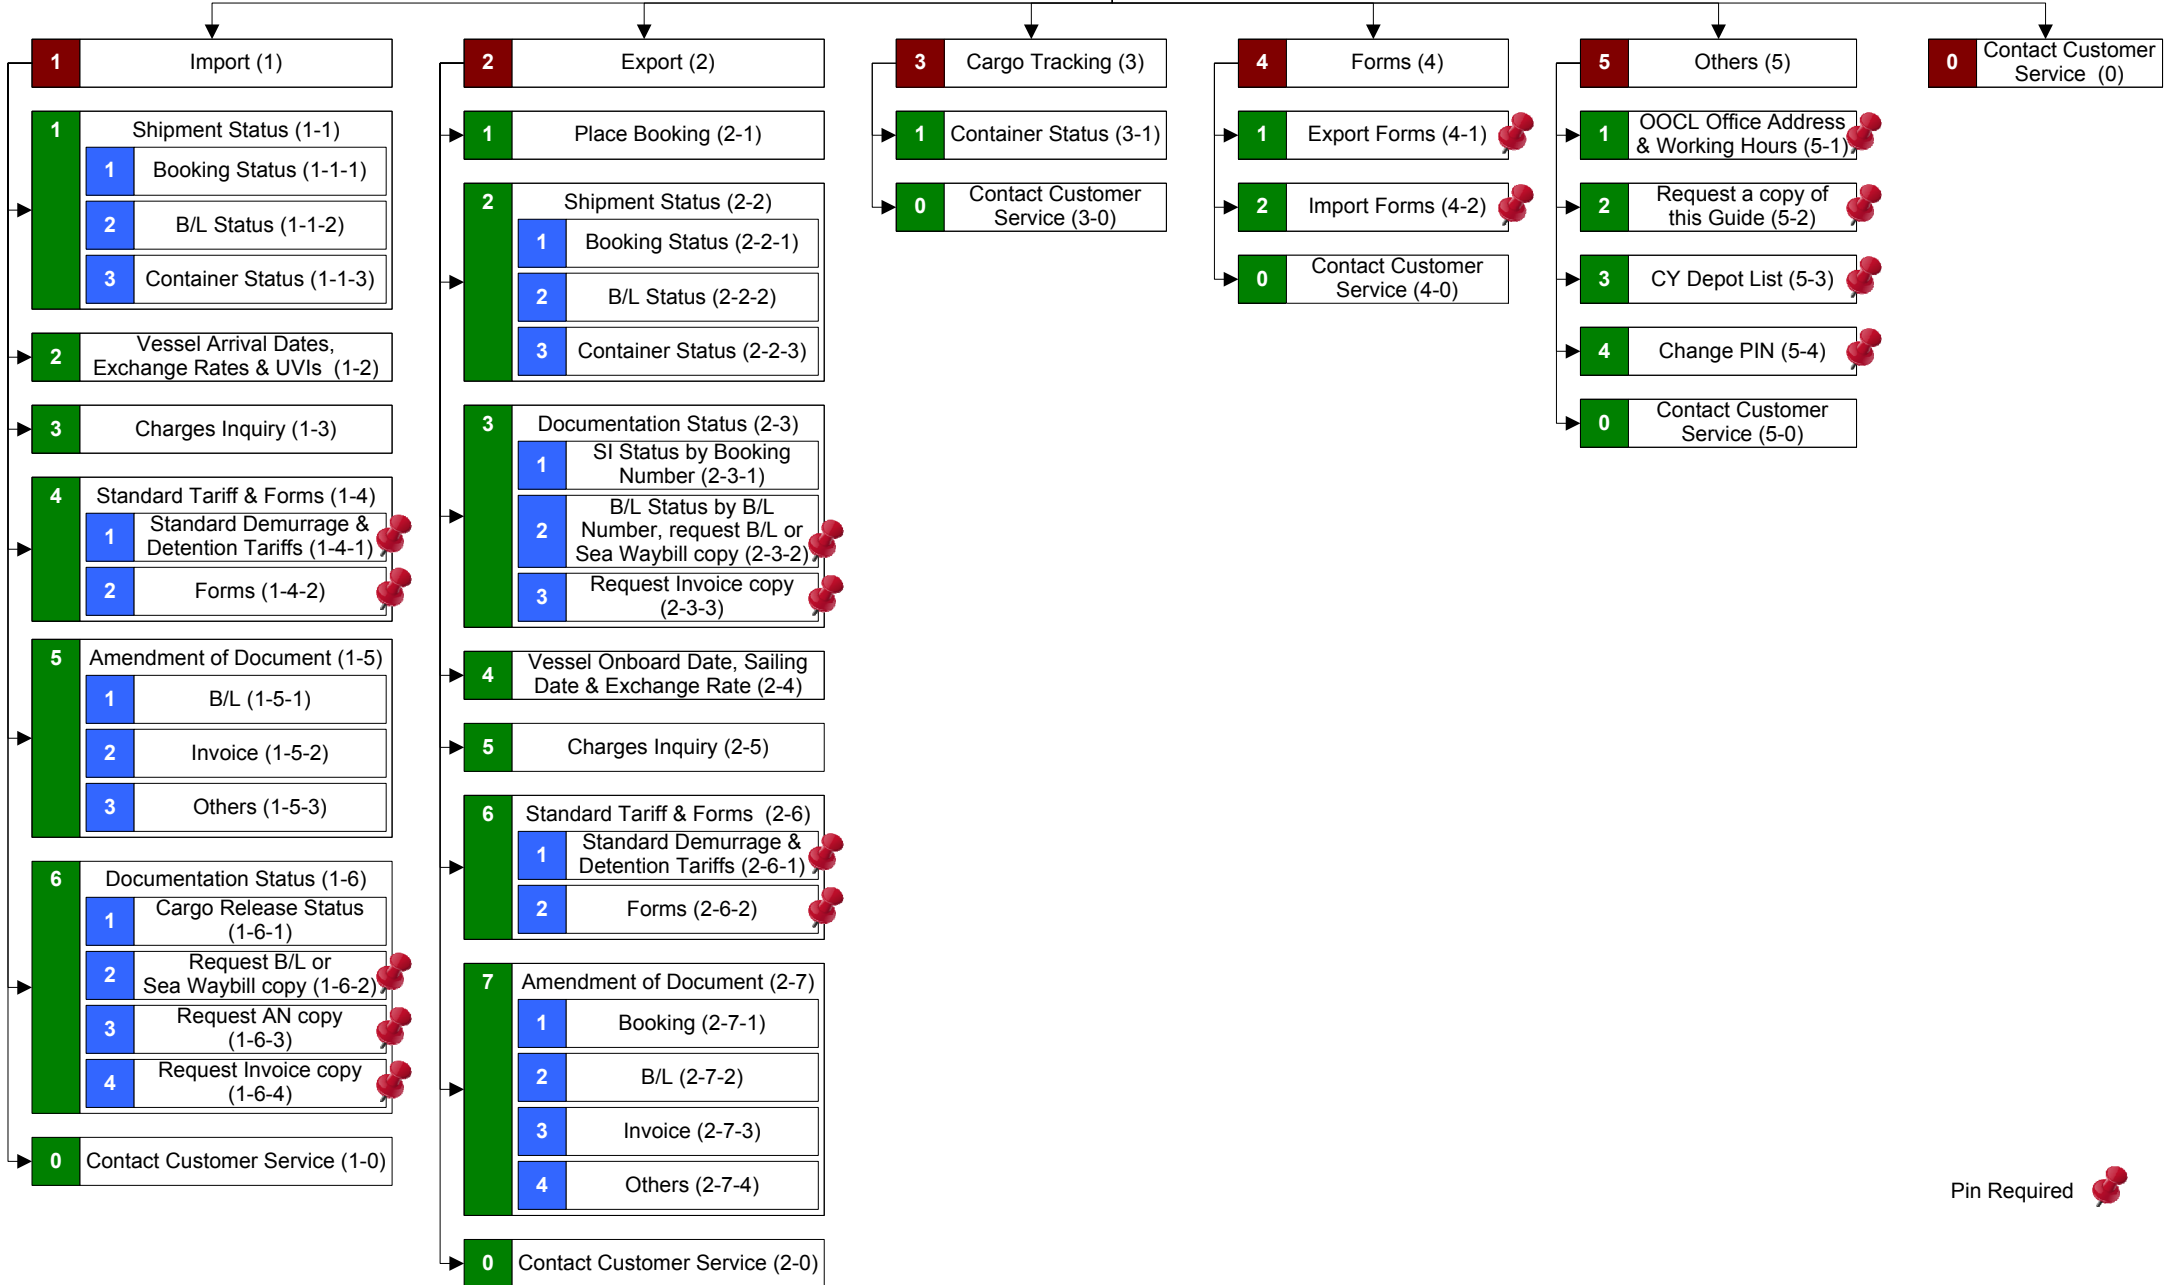 1
Import (1)
1
Shipment Status (1-1)
1
Booking Status (1-1-1)
2
B/L Status (1-1-2)
3
Container Status (1-1-3)
2
Vessel Arrival Dates,
Exchange Rates & UVIs (1-2)
3
Charges Inquiry (1-3)
4
Standard Tariff & Forms (1-4)
1
Standard Demurrage &
Detention Tariffs (1-4-1)
2
Forms (1-4-2)
5
Amendment of Document (1-5)
1
B/L (1-5-1)
2
Invoice (1-5-2)
3
Others (1-5-3)
6
Documentation Status (1-6)
1
Cargo Release Status
(1-6-1)
2
Request B/L or
Sea Waybill copy (1-6-2)
3
Request AN copy
(1-6-3)
4
Request Invoice copy
(1-6-4)
0
Contact Customer Service (1-0)
2
Export (2)
1
Place Booking (2-1)
2
Shipment Status (2-2)
1
Booking Status (2-2-1)
2
B/L Status (2-2-2)
3
Container Status (2-2-3)
3
Documentation Status (2-3)
1
SI Status by Booking
Number (2-3-1)
2
B/L Status by B/L
Number, request B/L or
Sea Waybill copy (2-3-2)
3
Request Invoice copy
(2-3-3)
4
Vessel Onboard Date, Sailing
Date & Exchange Rate (2-4)
5
Charges Inquiry (2-5)
6
Standard Tariff & Forms (2-6)
1
Standard Demurrage &
Detention Tariffs (2-6-1)
2
Forms (2-6-2)
7
Amendment of Document (2-7)
1
Booking (2-7-1)
2
B/L (2-7-2)
3
Invoice (2-7-3)
4
Others (2-7-4)
0
Contact Customer Service (2-0)
3
Cargo Tracking (3)
1
Container Status (3-1)
0
Contact Customer
Service (3-0)
4
Forms (4)
1
Export Forms (4-1)
2
Import Forms (4-2)
0
Contact Customer
Service (4-0)
5
Others (5)
1
OOCL Office Address
& Working Hours (5-1)
2
Request a copy of
this Guide (5-2)
3
CY Depot List (5-3)
4
Change PIN (5-4)
0
Contact Customer
Service (5-0)
0
Contact Customer
Service (0)
Pin Required